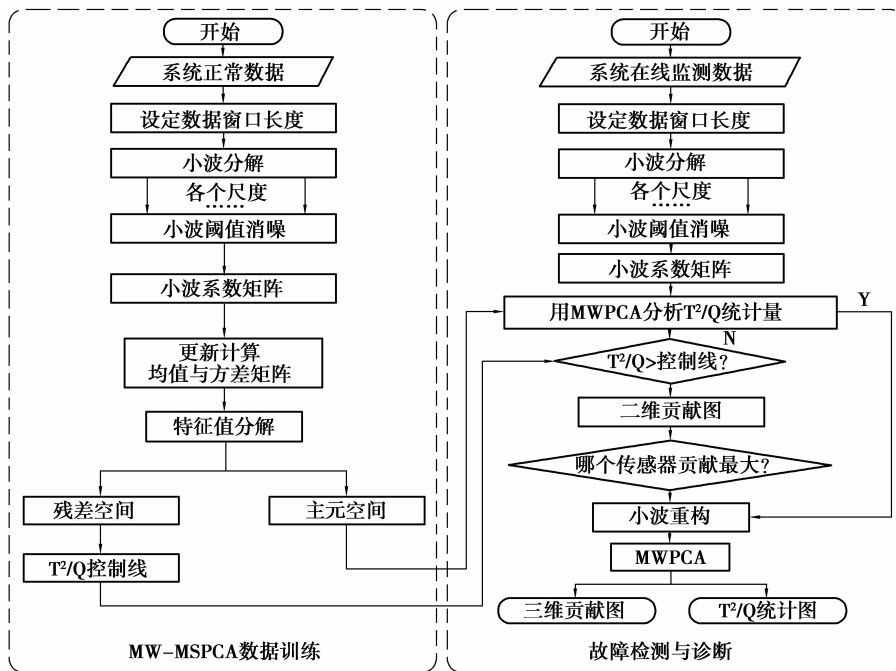 开始
系统正常数据
设定数据窗口长度
小波分解
各个尺度
......
小波阈值消噪
小波系数矩阵
更新计算
均值与方差矩阵
特征值分解
残差空间
主元空间
T²/Q控制线
MW-MSPCA数据训练
开始
系统在线监测数据
设定数据窗口长度
小波分解
各个尺度
......
小波阈值消噪
小波系数矩阵
用MWPCA分析T²/Q统计量
Y
N
T²/Q>控制线?
二维贡献图
哪个传感器贡献最大?
小波重构
MWPCA
三维贡献图
T²/Q统计图
故障检测与诊断